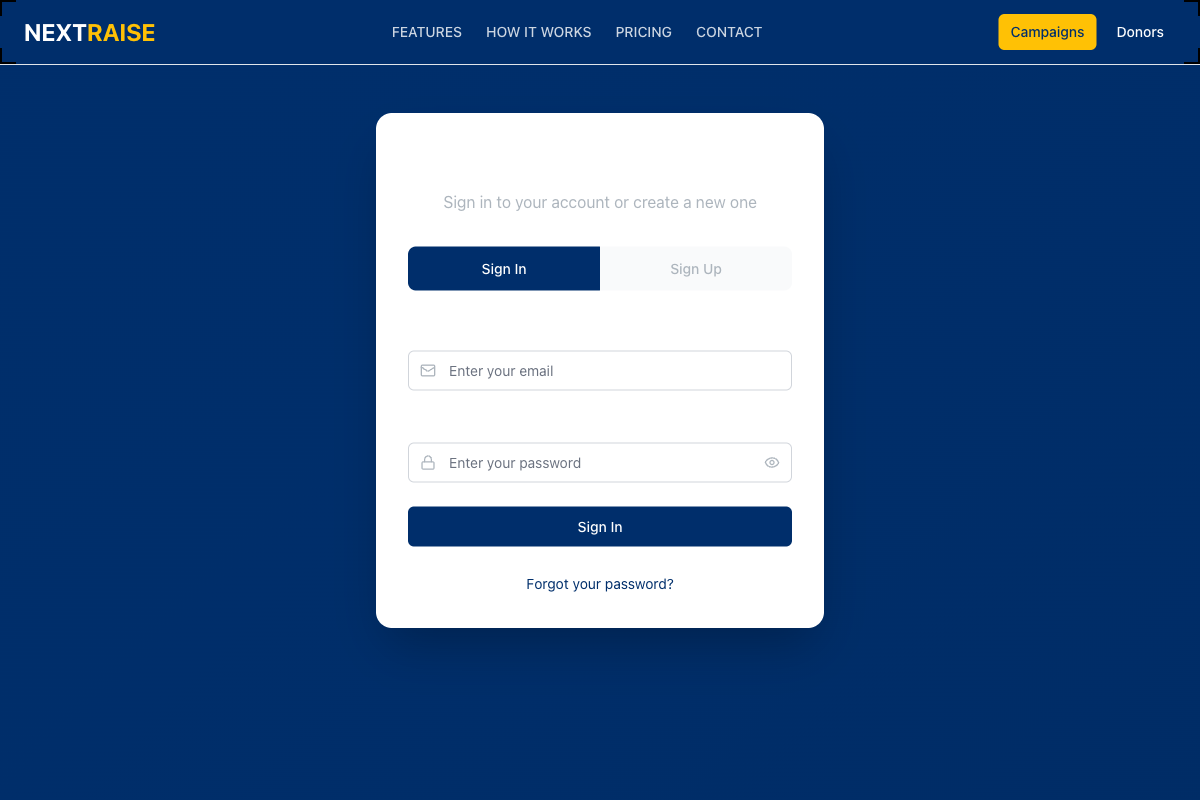 NEXTRAISE
FEATURES HOW IT WORKS PRICING CONTACT
Campaigns Donors
Sign in to your account or create a new one
Sign In Sign Up
Enter your email
Enter your password
Sign In
Forgot your password?